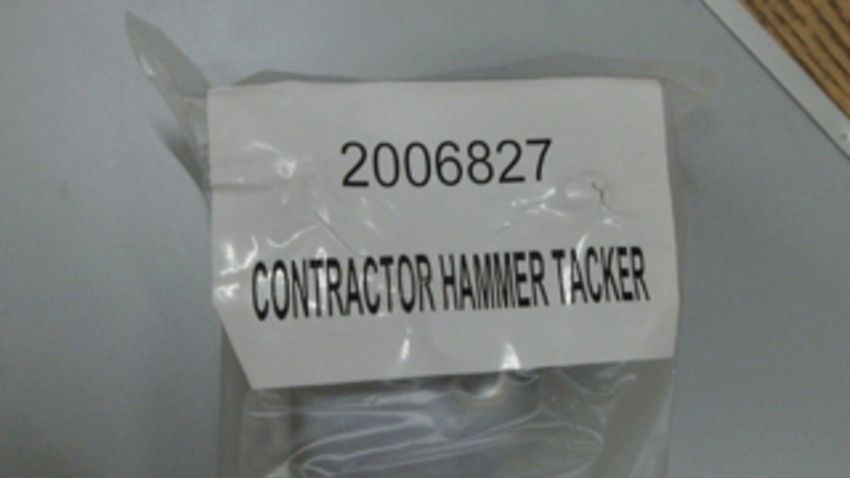 2006827
CONTRACTOR HAMMER TACKER